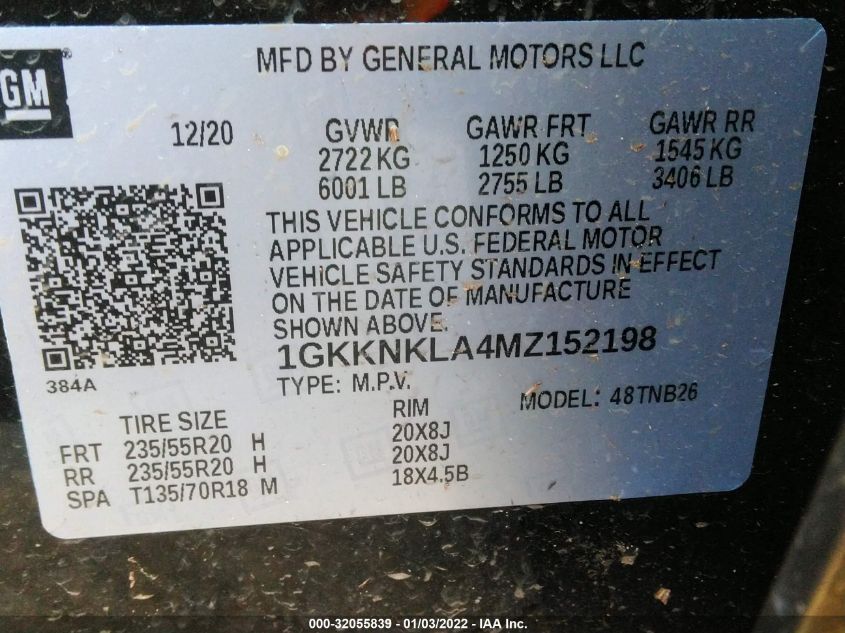 GM
MFD BY GENERAL MOTORS LLC
12/20 GVWR GAWR FRT GAWR RR
2722 KG 1250 KG 1545 KG
6001 LB 2755 LB 3406 LB
THIS VEHICLE CONFORMS TO ALL
APPLICABLE U.S. FEDERAL MOTOR
VEHICLE SAFETY STANDARDS IN EFFECT
ON THE DATE OF MANUFACTURE
SHOWN ABOVE.
1GKKNKLA4MZ152198
384A
TYPE: M.P.V. MODEL: 48TNB26
TIRE SIZE RIM
FRT 235/55R20 H 20X8J
RR 235/55R20 H 20X8J
SPA T135/70R18 M 18X4.5B
000-32055839 - 01/03/2022 - IAA Inc.